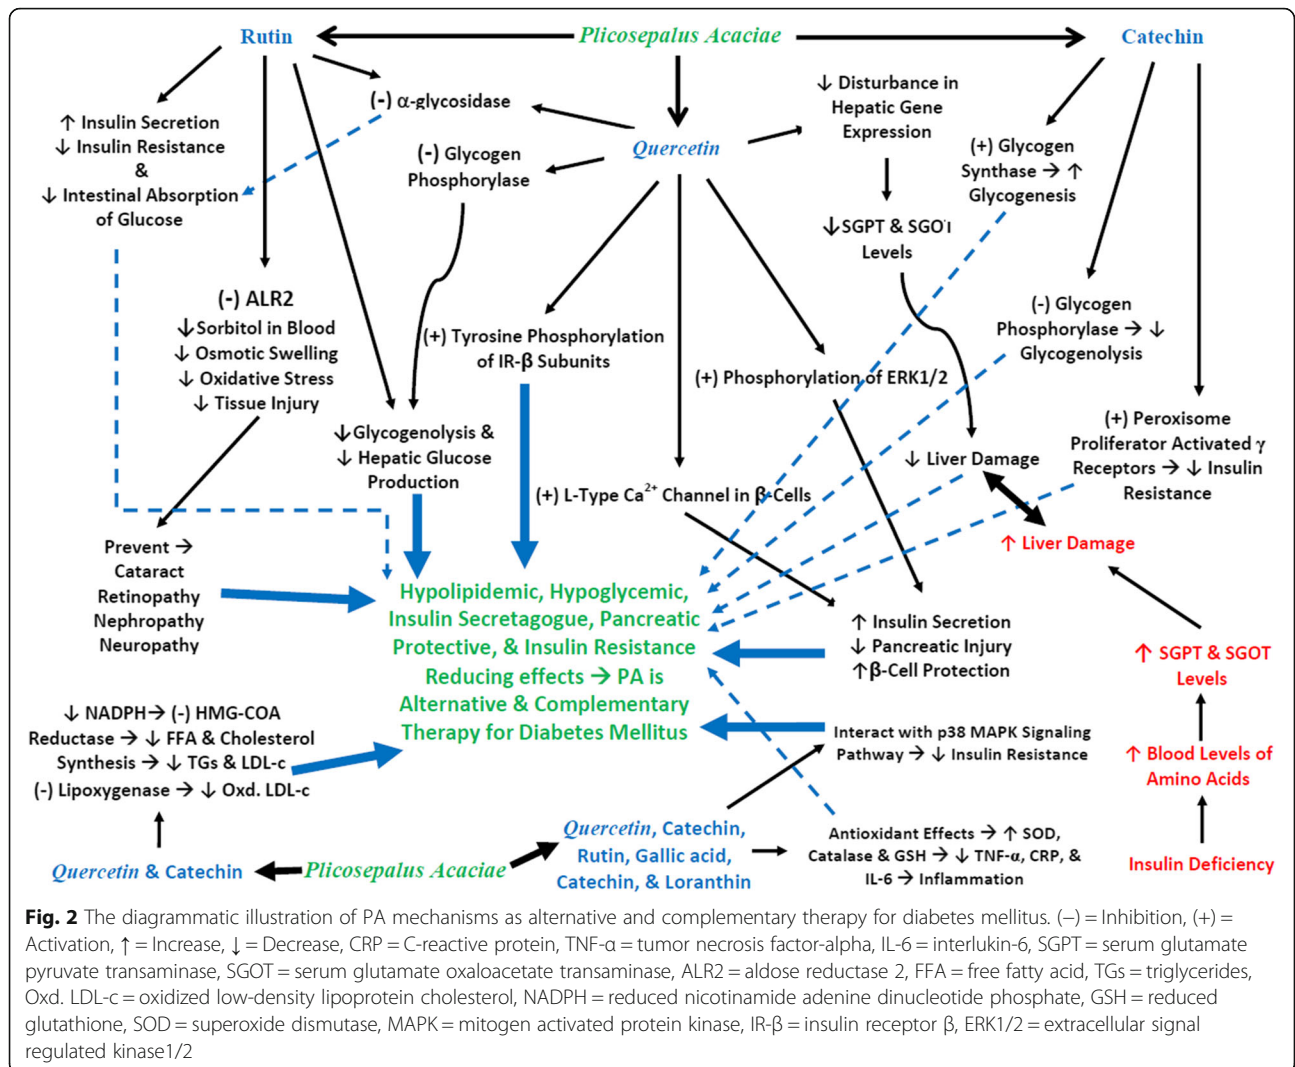 Rutin
Plicosepalus Acaciae
Catechin
↑ Insulin Secretion
↓ Insulin Resistance
&
↓ Intestinal Absorption
of Glucose
(-) α-glycosidase
(-) Glycogen
Phosphorylase
Quercetin
↓ Disturbance in
Hepatic Gene
Expression
(+) Glycogen
Synthase → ↑
Glycogenesis
↓SGPT & SGOT
Levels
(-) ALR2
↓Sorbitol in Blood
↓ Osmotic Swelling
↓ Oxidative Stress
↓ Tissue Injury
(+) Tyrosine Phosphorylation
of IR-β Subunits
(-) Glycogen
Phosphorylase → ↓
Glycogenolysis
(+) Phosphorylation of ERK1/2
↓Glycogenolysis &
↓ Hepatic Glucose
Production
(+) Peroxisome
Proliferator Activated γ
Receptors → ↓ Insulin
Resistance
↓ Liver Damage
(+) L-Type Ca2+ Channel in β-Cells
Prevent →
Cataract
Retinopathy
Nephropathy
Neuropathy
↑ Liver Damage
Hypolipidemic, Hypoglycemic,
Insulin Secretagogue, Pancreatic
Protective, & Insulin Resistance
Reducing effects → PA is
Alternative & Complementary
Therapy for Diabetes Mellitus
↑ Insulin Secretion
↓ Pancreatic Injury
↑β-Cell Protection
↑ SGPT & SGOT
Levels
↓ NADPH→ (-) HMG-COA
Reductase → ↓ FFA & Cholesterol
Synthesis → ↓ TGs & LDL-c
(-) Lipoxygenase → ↓ Oxd. LDL-c
Interact with p38 MAPK Signaling
Pathway → ↓ Insulin Resistance
↑ Blood Levels of
Amino Acids
Quercetin & Catechin
Plicosepalus Acaciae
Quercetin, Catechin,
Rutin, Gallic acid,
Catechin, & Loranthin
Antioxidant Effects → ↑ SOD,
Catalase & GSH → ↓ TNF-α, CRP, &
IL-6 → Inflammation
Insulin Deficiency
Fig. 2 The diagrammatic illustration of PA mechanisms as alternative and complementary therapy for diabetes mellitus. (−) = Inhibition, (+) =
Activation, ↑ = Increase, ↓ = Decrease, CRP = C-reactive protein, TNF-α = tumor necrosis factor-alpha, IL-6 = interlukin-6, SGPT = serum glutamate
pyruvate transaminase, SGOT = serum glutamate oxaloacetate transaminase, ALR2 = aldose reductase 2, FFA = free fatty acid, TGs = triglycerides,
Oxd. LDL-c = oxidized low-density lipoprotein cholesterol, NADPH = reduced nicotinamide adenine dinucleotide phosphate, GSH = reduced
glutathione, SOD = superoxide dismutase, MAPK = mitogen activated protein kinase, IR-β = insulin receptor β, ERK1/2 = extracellular signal
regulated kinase1/2